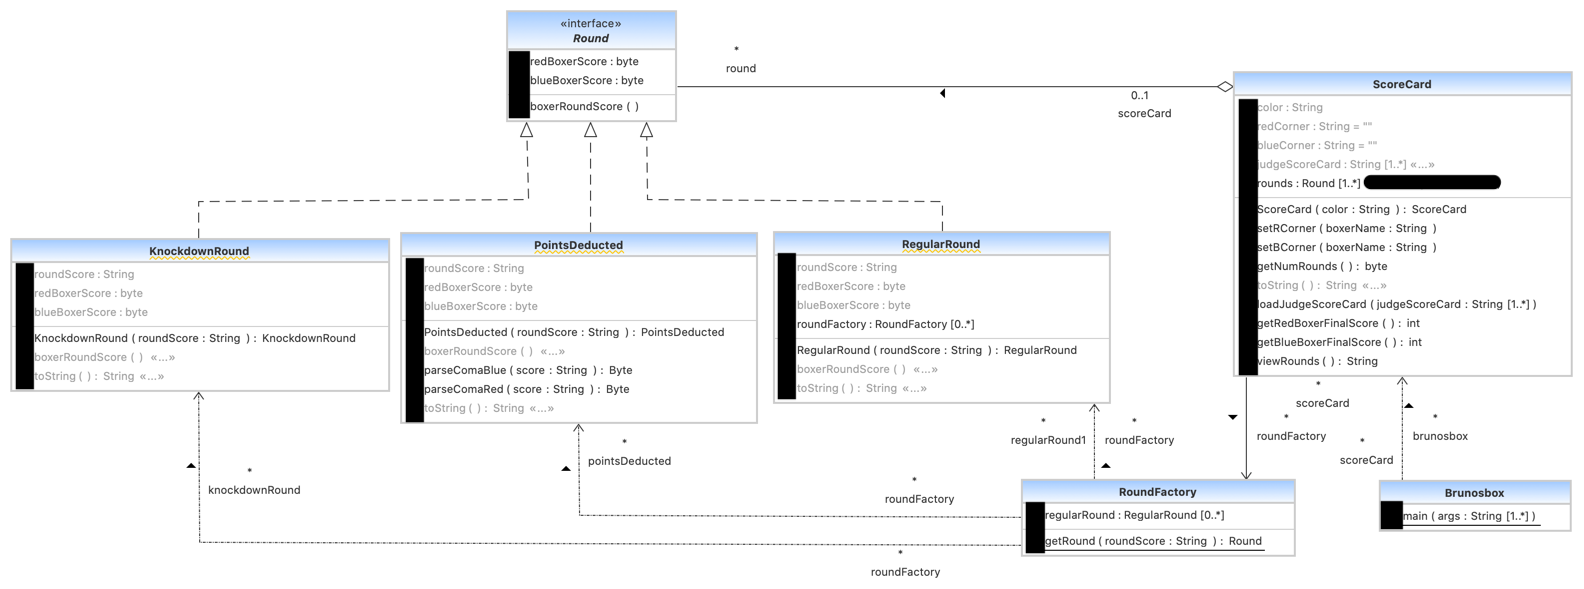 «interface»
Round
redBoxerScore : byte
blueBoxerScore : byte
boxerRoundScore ( )
*
round
0..1
scoreCard
ScoreCard
color : String
redCorner : String = ""
blueCorner : String = ""
judgeScoreCard : String [1..*] «...»
rounds : Round [1..*]
ScoreCard ( color : String ) : ScoreCard
setRCorner ( boxerName : String )
setBCorner ( boxerName : String )
getNumRounds ( ) : byte
toString ( ) : String «...»
loadJudgeScoreCard ( judgeScoreCard : String [1..*] )
getRedBoxerFinalScore ( ) : int
getBlueBoxerFinalScore ( ) : int
viewRounds ( ) : String
KnockdownRound
roundScore : String
redBoxerScore : byte
blueBoxerScore : byte
KnockdownRound ( roundScore : String ) : KnockdownRound
boxerRoundScore ( ) «...»
toString ( ) : String «...»
PointsDeducted
roundScore : String
redBoxerScore : byte
blueBoxerScore : byte
PointsDeducted ( roundScore : String ) : PointsDeducted
boxerRoundScore ( ) «...»
parseComaBlue ( score : String ) : Byte
parseComaRed ( score : String ) : Byte
toString ( ) : String «...»
RegularRound
roundScore : String
redBoxerScore : byte
blueBoxerScore : byte
roundFactory : RoundFactory [0..*]
RegularRound ( roundScore : String ) : RegularRound
boxerRoundScore ( ) «...»
toString ( ) : String «...»
*
scoreCard
*
roundFactory
*
brunosbox
*
scoreCard
*
regularRound1
*
roundFactory
*
pointsDeducted
*
knockdownRound
*
roundFactory
*
roundFactory
RoundFactory
regularRound : RegularRound [0..*]
getRound ( roundScore : String ) : Round
Brunosbox
main ( args : String [1..*] )